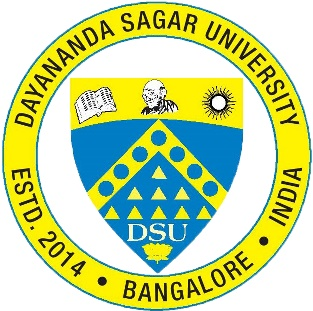 DAYANANDA SAGAR UNIVERSITY
ESTD. 2014 • BANGALORE • INDIA
DSU